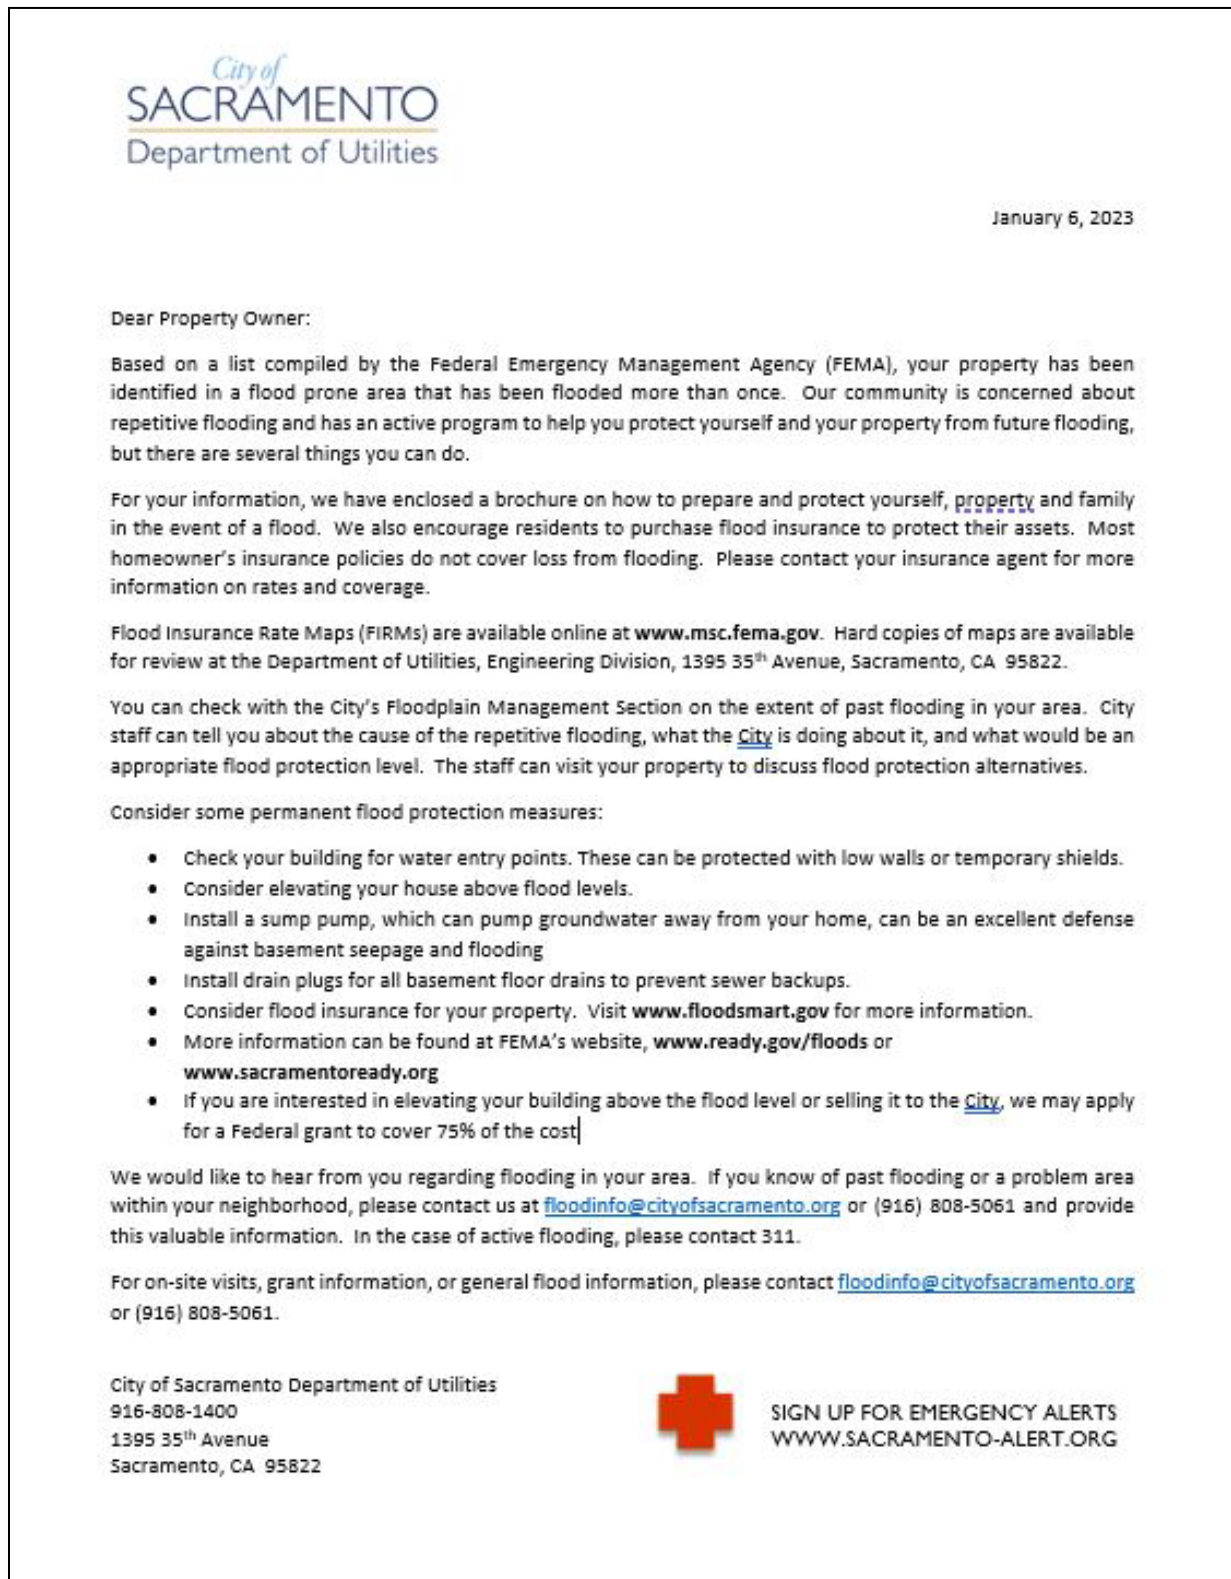 City of
SACRAMENTO
Department of Utilities
January 6, 2023
Dear Property Owner:
Based on a list compiled by the Federal Emergency Management Agency (FEMA), your property has been
identified in a flood prone area that has been flooded more than once.  Our community is concerned about
repetitive flooding and has an active program to help you protect yourself and your property from future flooding,
but there are several things you can do.
For your information, we have enclosed a brochure on how to prepare and protect yourself, property and family
in the event of a flood.  We also encourage residents to purchase flood insurance to protect their assets.  Most
homeowner's insurance policies do not cover loss from flooding.  Please contact your insurance agent for more
information on rates and coverage.
Flood Insurance Rate Maps (FIRMs) are available online at www.msc.fema.gov.  Hard copies of maps are available
for review at the Department of Utilities, Engineering Division, 1395 35th Avenue, Sacramento, CA  95822.
You can check with the City's Floodplain Management Section on the extent of past flooding in your area.  City
staff can tell you about the cause of the repetitive flooding, what the City is doing about it, and what would be an
appropriate flood protection level.  The staff can visit your property to discuss flood protection alternatives.
Consider some permanent flood protection measures:
• Check your building for water entry points. These can be protected with low walls or temporary shields.
• Consider elevating your house above flood levels.
• Install a sump pump, which can pump groundwater away from your home, can be an excellent defense
against basement seepage and flooding
• Install drain plugs for all basement floor drains to prevent sewer backups.
• Consider flood insurance for your property.  Visit www.floodsmart.gov for more information.
• More information can be found at FEMA's website, www.ready.gov/floods or
www.sacramentoready.org
• If you are interested in elevating your building above the flood level or selling it to the City, we may apply
for a Federal grant to cover 75% of the cost
We would like to hear from you regarding flooding in your area.  If you know of past flooding or a problem area
within your neighborhood, please contact us at floodinfo@cityofsacramento.org or (916) 808-5061 and provide
this valuable information.  In the case of active flooding, please contact 311.
For on-site visits, grant information, or general flood information, please contact floodinfo@cityofsacramento.org
or (916) 808-5061.
City of Sacramento Department of Utilities
916-808-1400
1395 35th Avenue
Sacramento, CA  95822
SIGN UP FOR EMERGENCY ALERTS
WWW.SACRAMENTO-ALERT.ORG